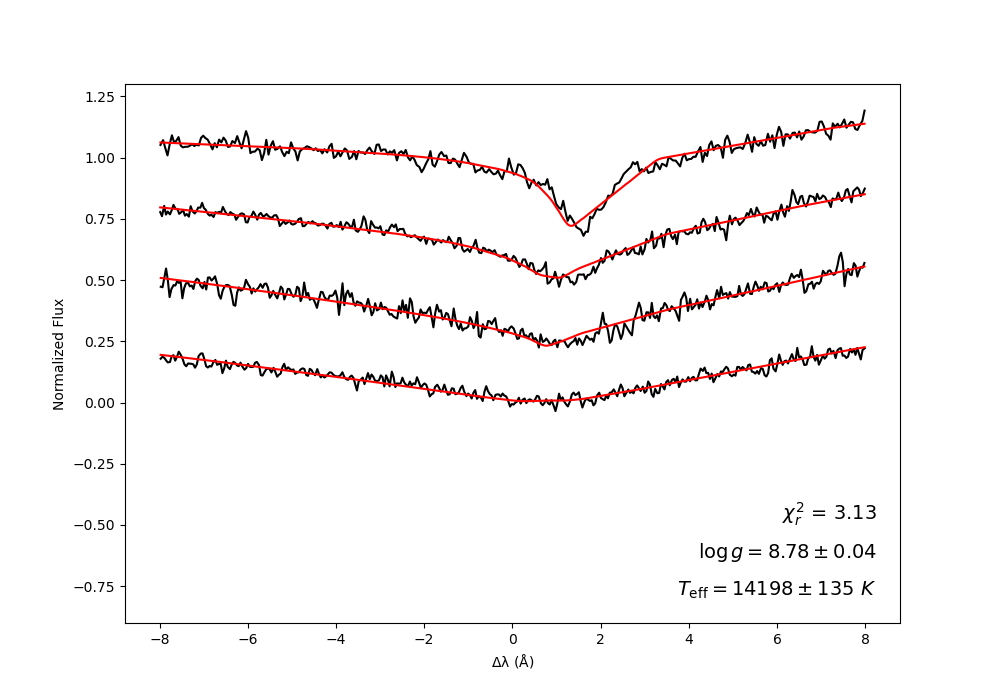 1.25
1.00
0.75
0.50
0.25
0.00
−0.25
−0.50
−0.75
Normalized Flux
χ²ᵣ = 3.13
log g = 8.78 ± 0.04
T_eff = 14198 ± 135 K
−8 −6 −4 −2 0 2 4 6 8
Δλ (Å)